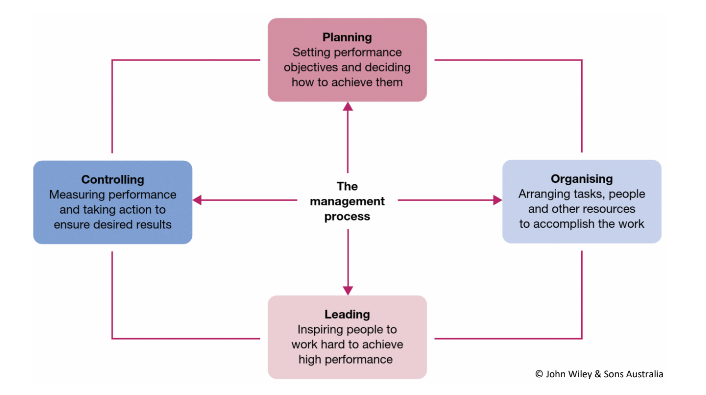 Planning
Setting performance
objectives and deciding
how to achieve them
Controlling
Measuring performance
and taking action to
ensure desired results
The
management
process
Organising
Arranging tasks, people
and other resources
to accomplish the work
Leading
Inspiring people to
work hard to achieve
high performance
© John Wiley & Sons Australia